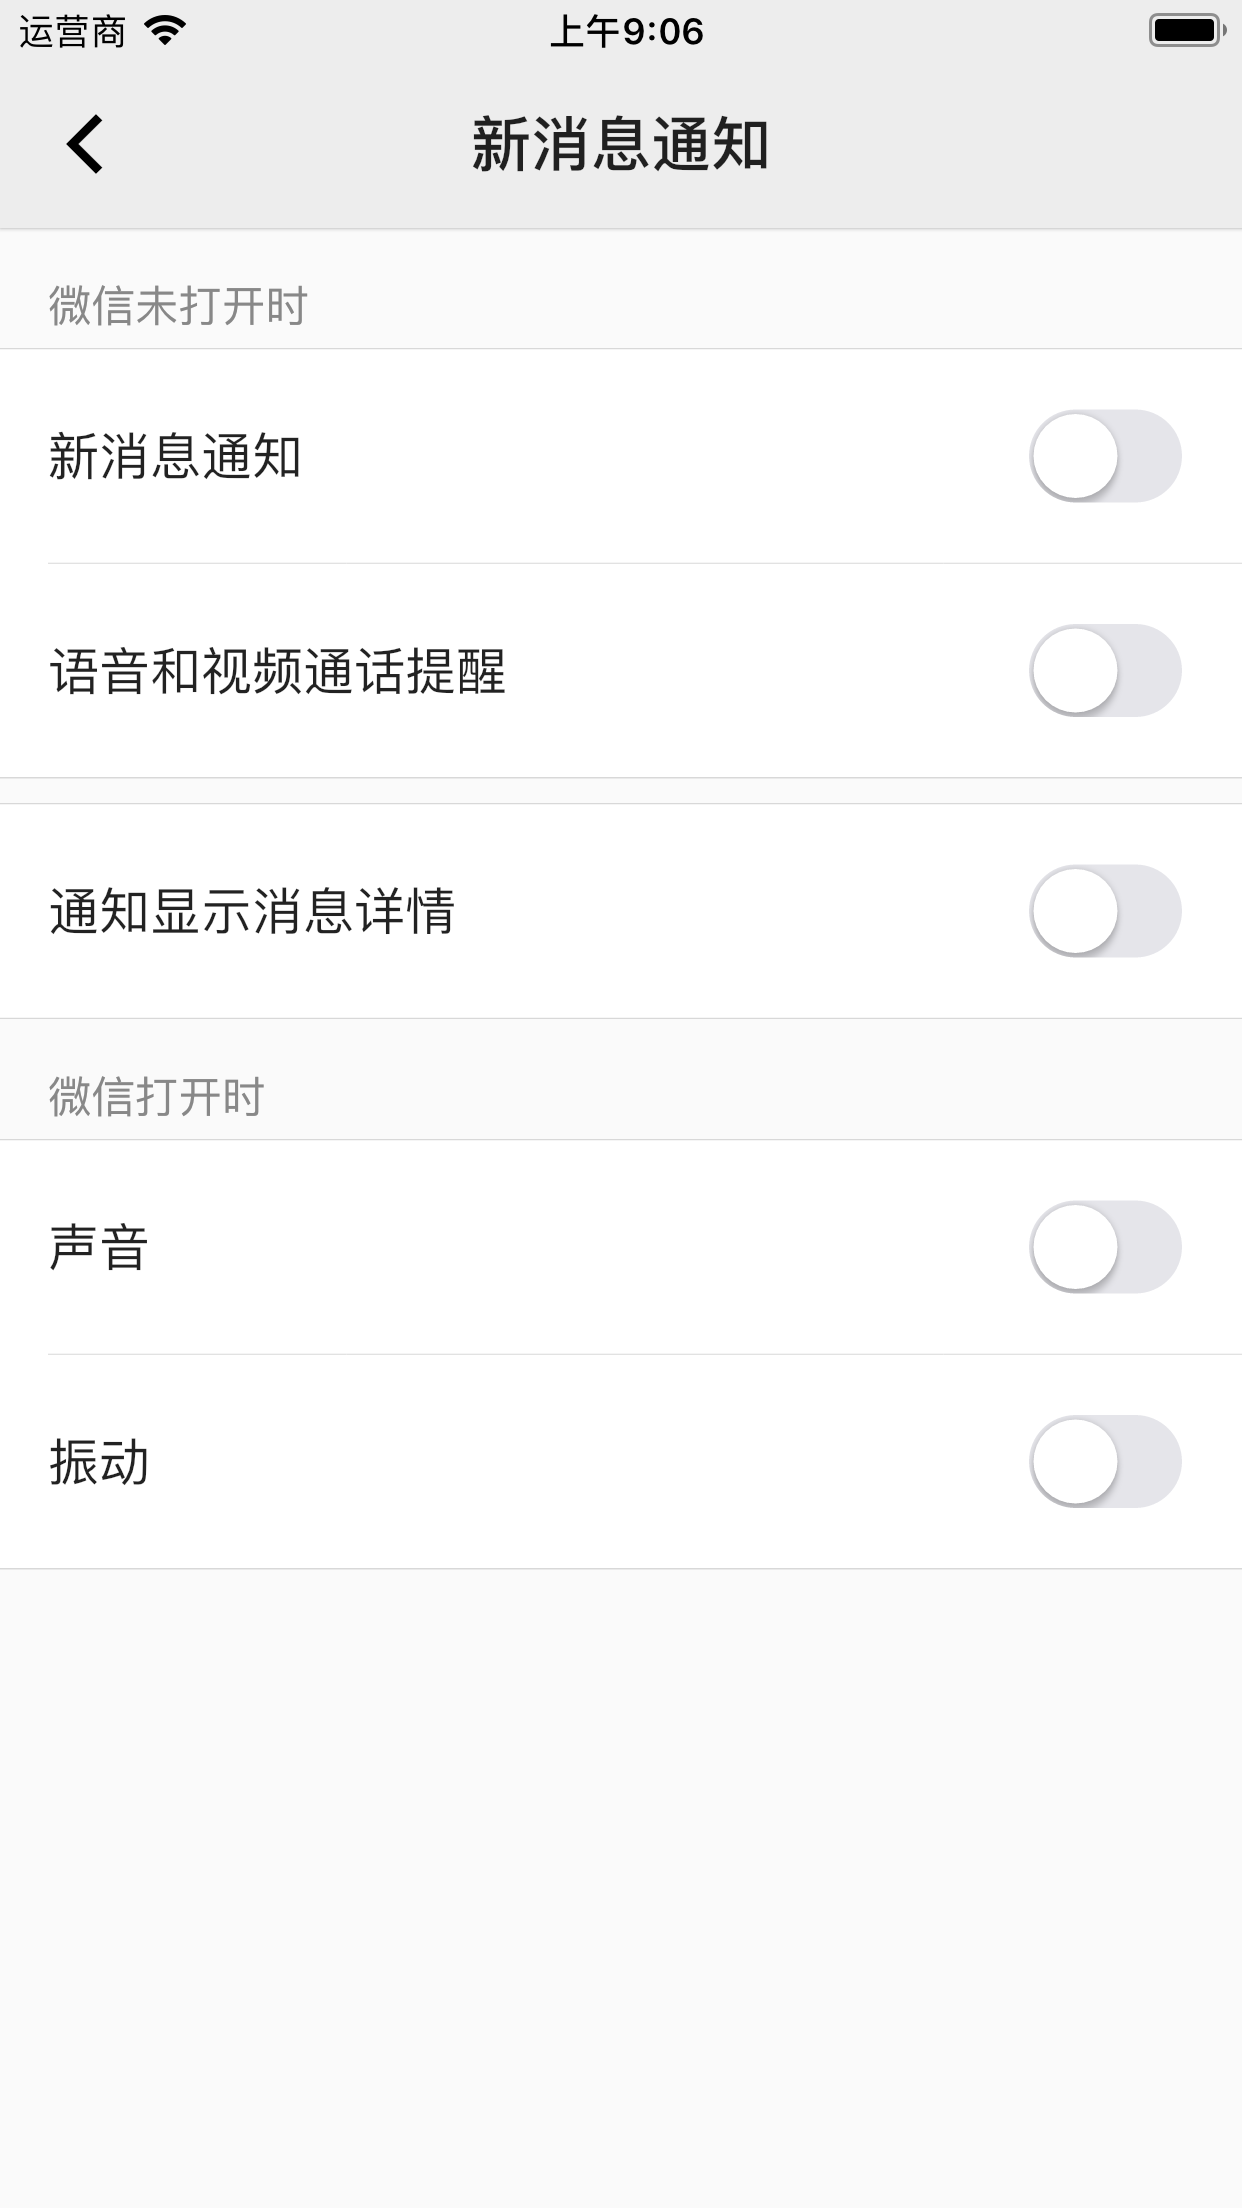 运营商
上午9:06
新消息通知
微信未打开时
新消息通知
语音和视频通话提醒
通知显示消息详情
微信打开时
声音
振动